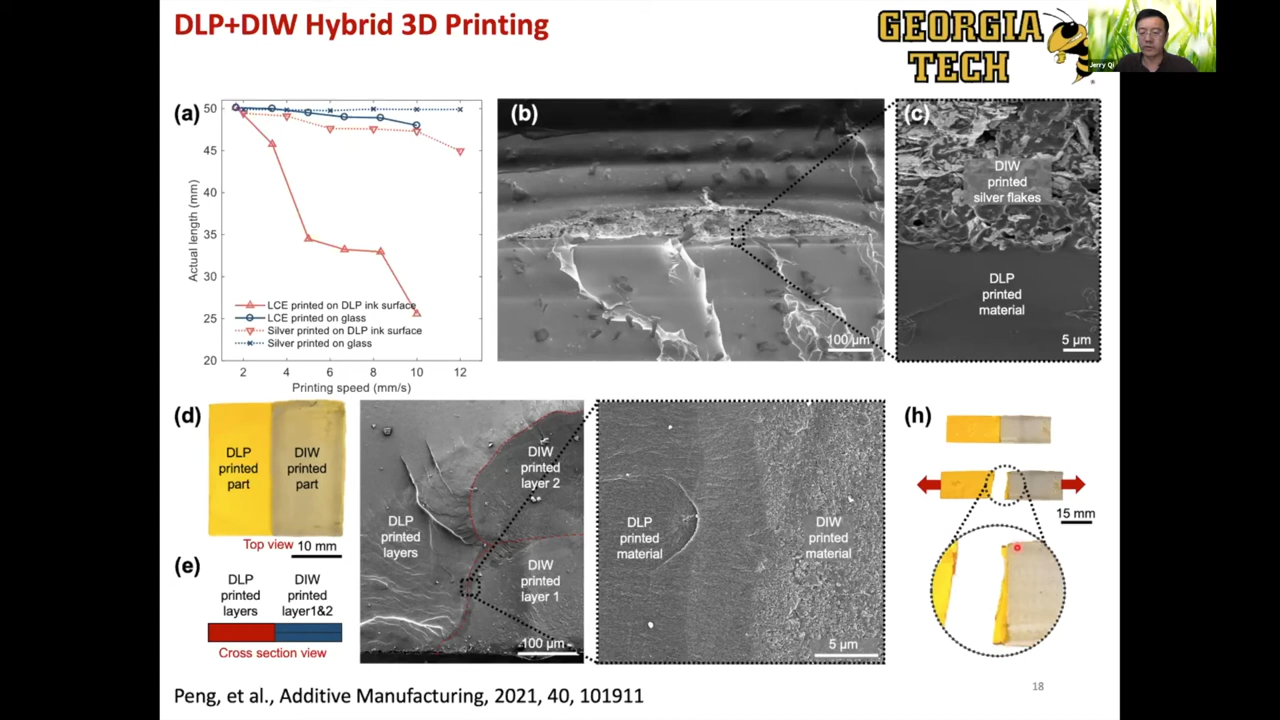 DLP+DIW Hybrid 3D Printing
GEORGIA
TECH
Jerry Qi
(a)
50
45
40
35
30
25
20
Actual length (mm)
LCE printed on DLP ink surface
LCE printed on glass
Silver printed on DLP ink surface
Silver printed on glass
2 4 6 8 10 12
Printing speed (mm/s)
(b)
100 µm
(c)
DIW
printed
silver flakes
DLP
printed
material
5 µm
(d)
DLP
printed
part
DIW
printed
part
Top view 10 mm
(e)
DLP
printed
layers
DIW
printed
layer1&2
Cross section view
DLP
printed
layers
DIW
printed
layer 2
DIW
printed
layer 1
100 µm
DLP
printed
material
DIW
printed
material
5 µm
(h)
15 mm
Peng, et al., Additive Manufacturing, 2021, 40, 101911
18